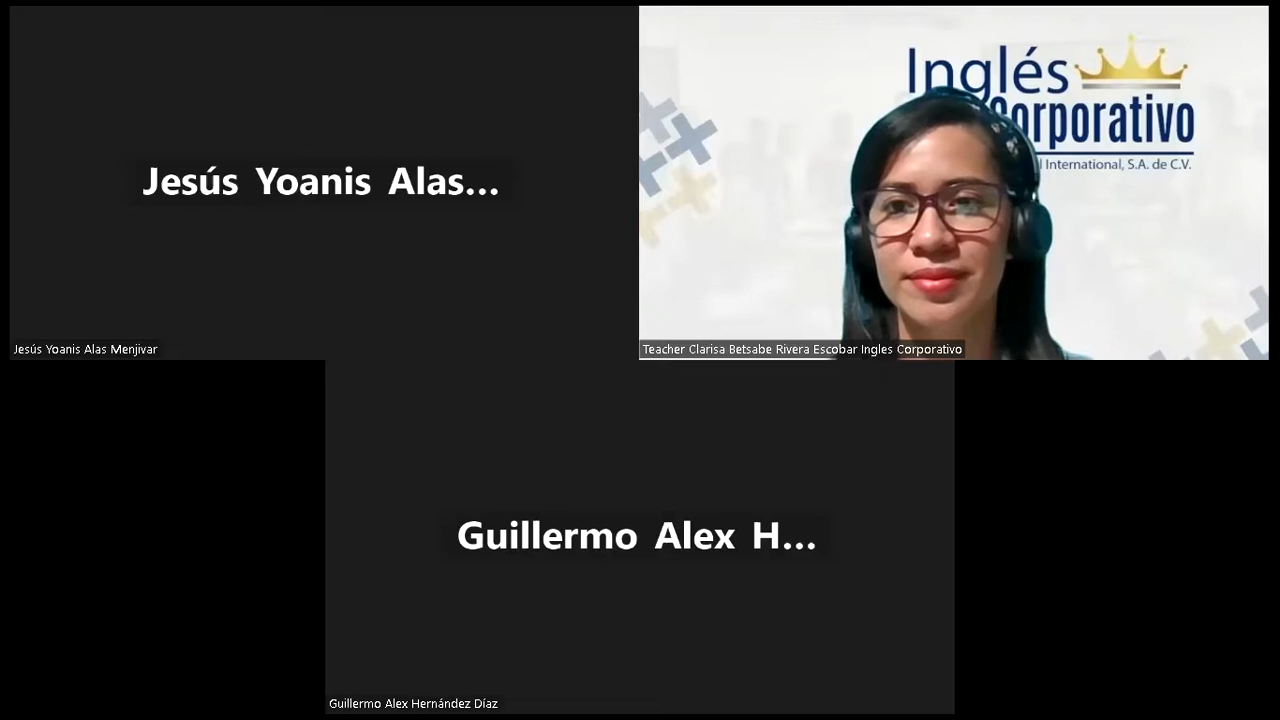 Jesús Yoanis Alas...
Jesús Yoanis Alas Menjivar
Inglés
Corporativo
l International, S.A. de C.V.
Teacher Clarisa Betsabe Rivera Escobar Ingles Corporativo
Guillermo Alex H...
Guillermo Alex Hernández Díaz